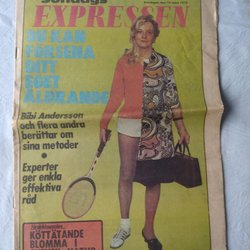 Söndags
EXPRESSEN
DU KAN
FÖRSENA
DITT
EGET
ÅLDRANDE
Bibi Andersson
och flera andra
berättar om
sina metoder
• Experter
ger enkla
effektiva
råd
KÖTTÄTANDE
BLOMMA I